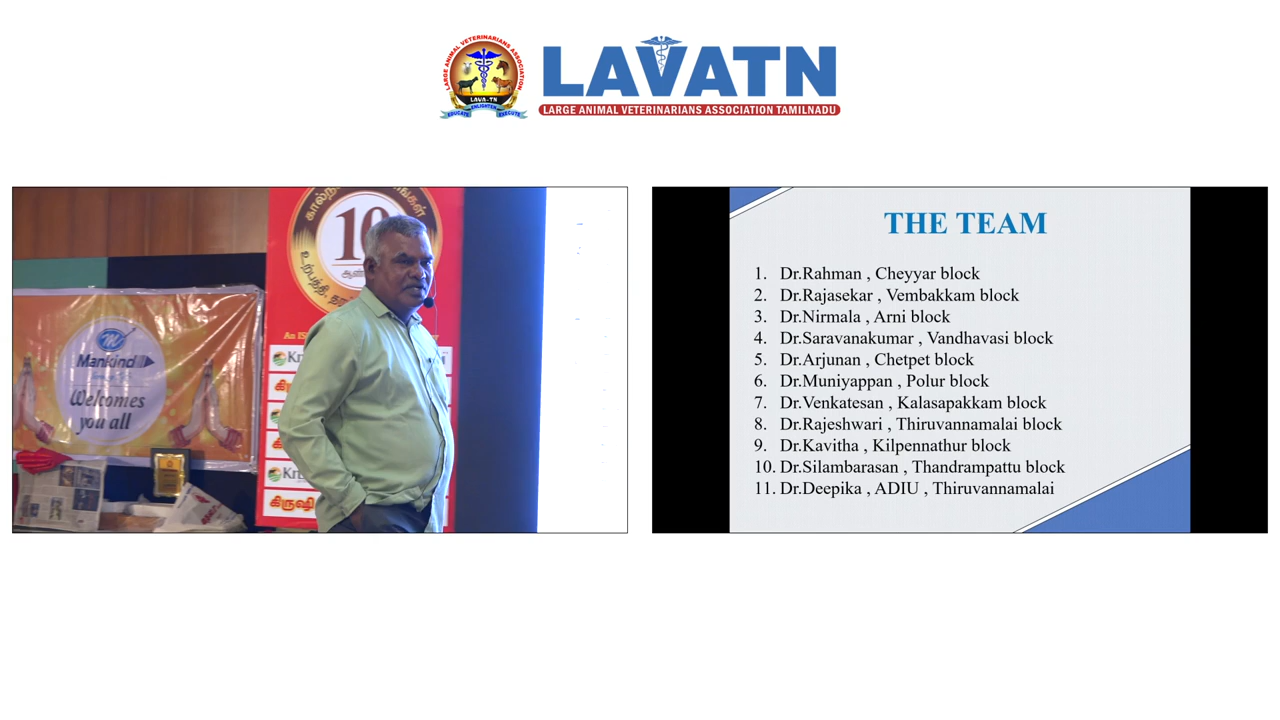 LARGE ANIMAL VETERINARIANS ASSOCIATION
LAVA-TN
EDUCATE ENLIGHTEN EXECUTE
LAVATN
LARGE ANIMAL VETERINARIANS ASSOCIATION TAMILNADU
10
Mankind
Welcomes
you all
THE TEAM
1. Dr.Rahman , Cheyyar block
2. Dr.Rajasekar , Vembakkam block
3. Dr.Nirmala , Arni block
4. Dr.Saravanakumar , Vandhavasi block
5. Dr.Arjunan , Chetpet block
6. Dr.Muniyappan , Polur block
7. Dr.Venkatesan , Kalasapakkam block
8. Dr.Rajeshwari , Thiruvannamalai block
9. Dr.Kavitha , Kilpennathur block
10. Dr.Silambarasan , Thandrampattu block
11. Dr.Deepika , ADIU , Thiruvannamalai